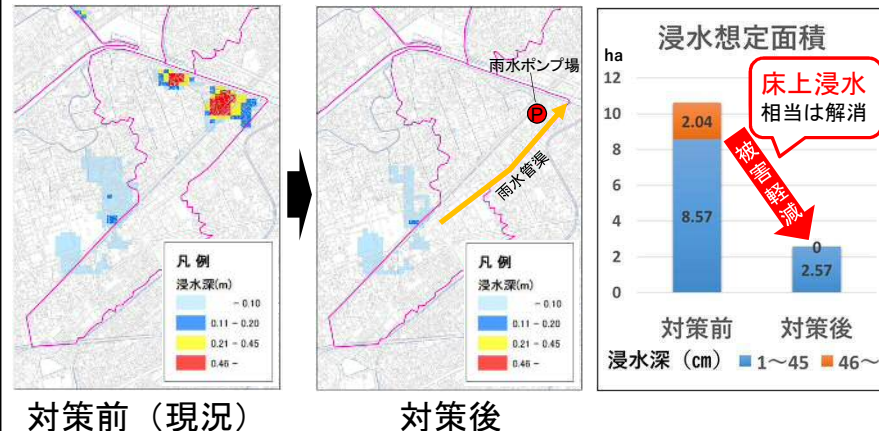 凡 例
浸水深(m)
- 0.10
0.11 - 0.20
0.21 - 0.45
0.46 -
対策前（現況）
雨水ポンプ場
P
雨水管渠
凡 例
浸水深(m)
- 0.10
0.11 - 0.20
0.21 - 0.45
0.46 -
対策後
浸水想定面積
ha
12
10
8
6
4
2
0
2.04
8.57
0
2.57
床上浸水
相当は解消
被害軽減
対策前
対策後
浸水深（㎝） 1～45 46～